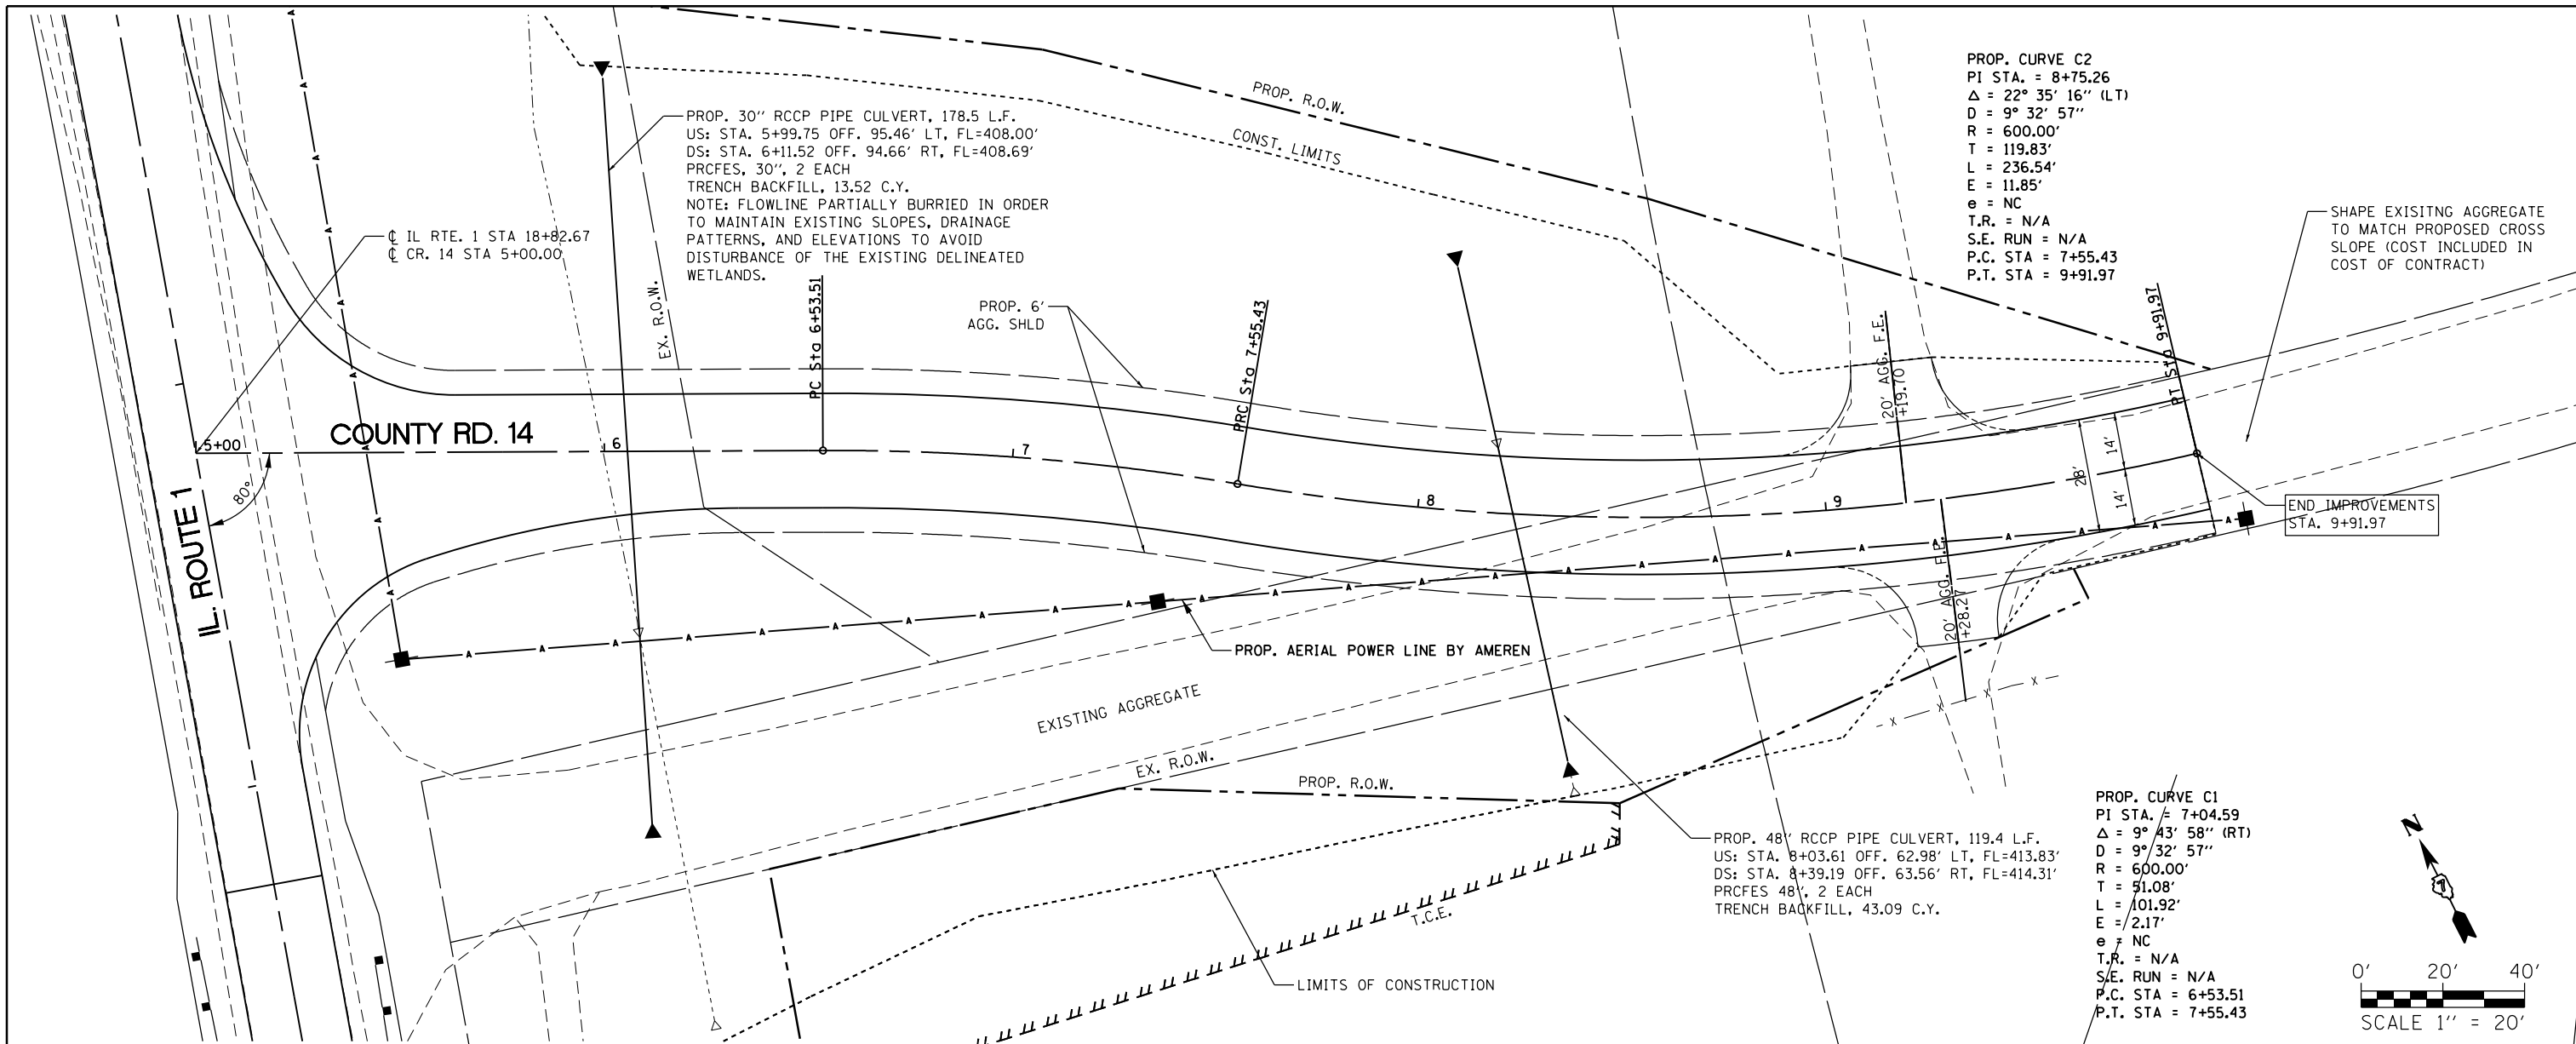 PROP. R.O.W.
CONST. LIMITS
PROP. CURVE C2
PI STA. = 8+75.26
Δ = 22° 35' 16'' (LT)
D = 9° 32' 57''
R = 600.00'
T = 119.83'
L = 236.54'
E = 11.85'
e = NC
T.R. = N/A
S.E. RUN = N/A
P.C. STA = 7+55.43
P.T. STA = 9+91.97
PROP. 30'' RCCP PIPE CULVERT, 178.5 L.F.
US: STA. 5+99.75 OFF. 95.46' LT, FL=408.00'
DS: STA. 6+11.52 OFF. 94.66' RT, FL=408.69'
PRCFES, 30'', 2 EACH
TRENCH BACKFILL, 13.52 C.Y.
NOTE: FLOWLINE PARTIALLY BURRIED IN ORDER
TO MAINTAIN EXISTING SLOPES, DRAINAGE
PATTERNS, AND ELEVATIONS TO AVOID
DISTURBANCE OF THE EXISTING DELINEATED
WETLANDS.
SHAPE EXISITNG AGGREGATE
TO MATCH PROPOSED CROSS
SLOPE (COST INCLUDED IN
COST OF CONTRACT)
℄ IL RTE. 1 STA 18+82.67
℄ CR. 14 STA 5+00.00
EX. R.O.W.
PC Sta 6+53.51
PROP. 6'
AGG. SHLD
PRC Sta 7+55.43
20' AGG. F.E.
+19.70
PT Sta 9+91.97
5+00
COUNTY RD. 14
6
7
8
9
80°
IL. ROUTE 1
28'
14'
14'
END IMPROVEMENTS
STA. 9+91.97
20' AGG. F.E.
+28.27
A A A A A A A A A A A A A A A A A A A A A A A A A A A A A A A A A
PROP. AERIAL POWER LINE BY AMEREN
EXISTING AGGREGATE
EX. R.O.W.
PROP. R.O.W.
X X X X
PROP. 48'' RCCP PIPE CULVERT, 119.4 L.F.
US: STA. 8+03.61 OFF. 62.98' LT, FL=413.83'
DS: STA. 8+39.19 OFF. 63.56' RT, FL=414.31'
PRCFES 48'', 2 EACH
TRENCH BACKFILL, 43.09 C.Y.
T.C.E.
LIMITS OF CONSTRUCTION
PROP. CURVE C1
PI STA. = 7+04.59
Δ = 9° 43' 58'' (RT)
D = 9° 32' 57''
R = 600.00'
T = 51.08'
L = 101.92'
E = 2.17'
e = NC
T.R. = N/A
S.E. RUN = N/A
P.C. STA = 6+53.51
P.T. STA = 7+55.43
N
0' 20' 40'
SCALE 1'' = 20'